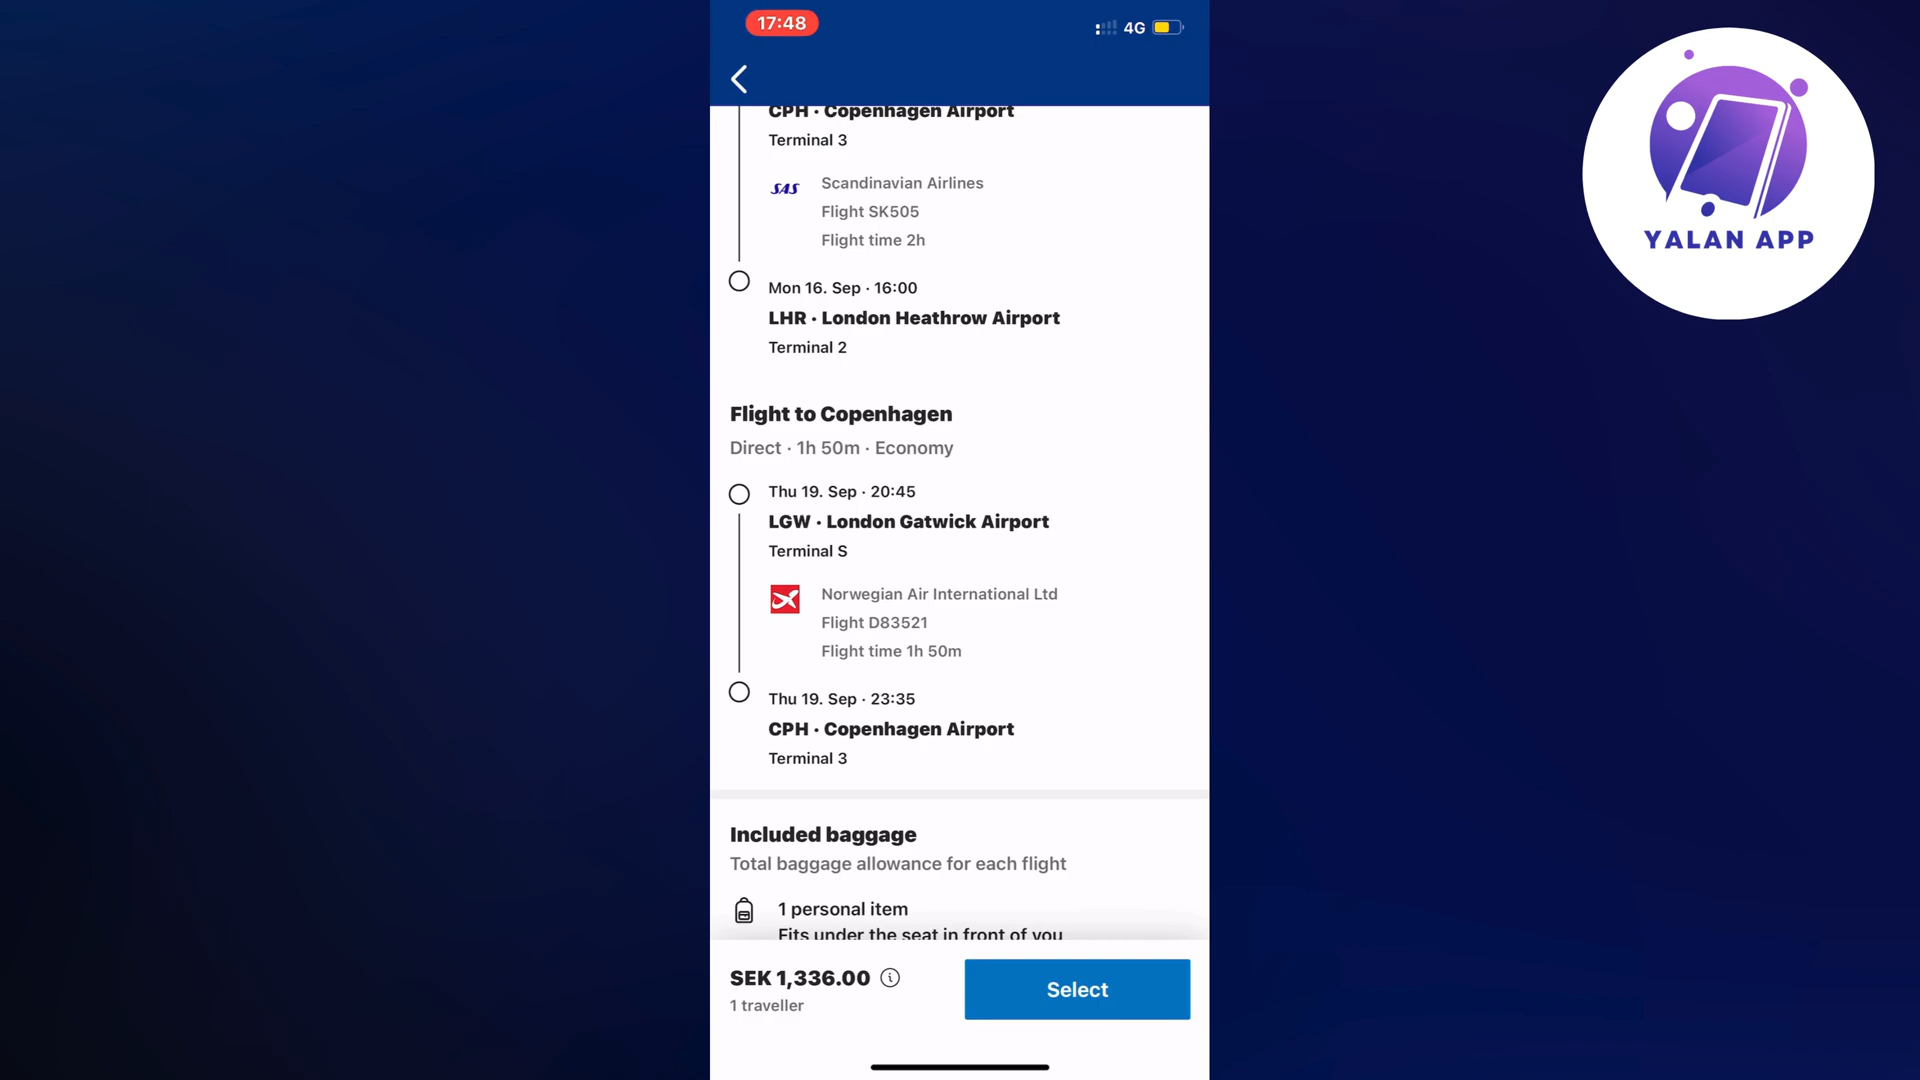 17:48
4G
CPH · Copenhagen Airport
Terminal 3
SAS
Scandinavian Airlines
Flight SK505
Flight time 2h
Mon 16. Sep · 16:00
LHR · London Heathrow Airport
Terminal 2
Flight to Copenhagen
Direct · 1h 50m · Economy
Thu 19. Sep · 20:45
LGW · London Gatwick Airport
Terminal S
Norwegian Air International Ltd
Flight D83521
Flight time 1h 50m
Thu 19. Sep · 23:35
CPH · Copenhagen Airport
Terminal 3
Included baggage
Total baggage allowance for each flight
1 personal item
Fits under the seat in front of you
SEK 1,336.00
1 traveller
Select
YALAN APP